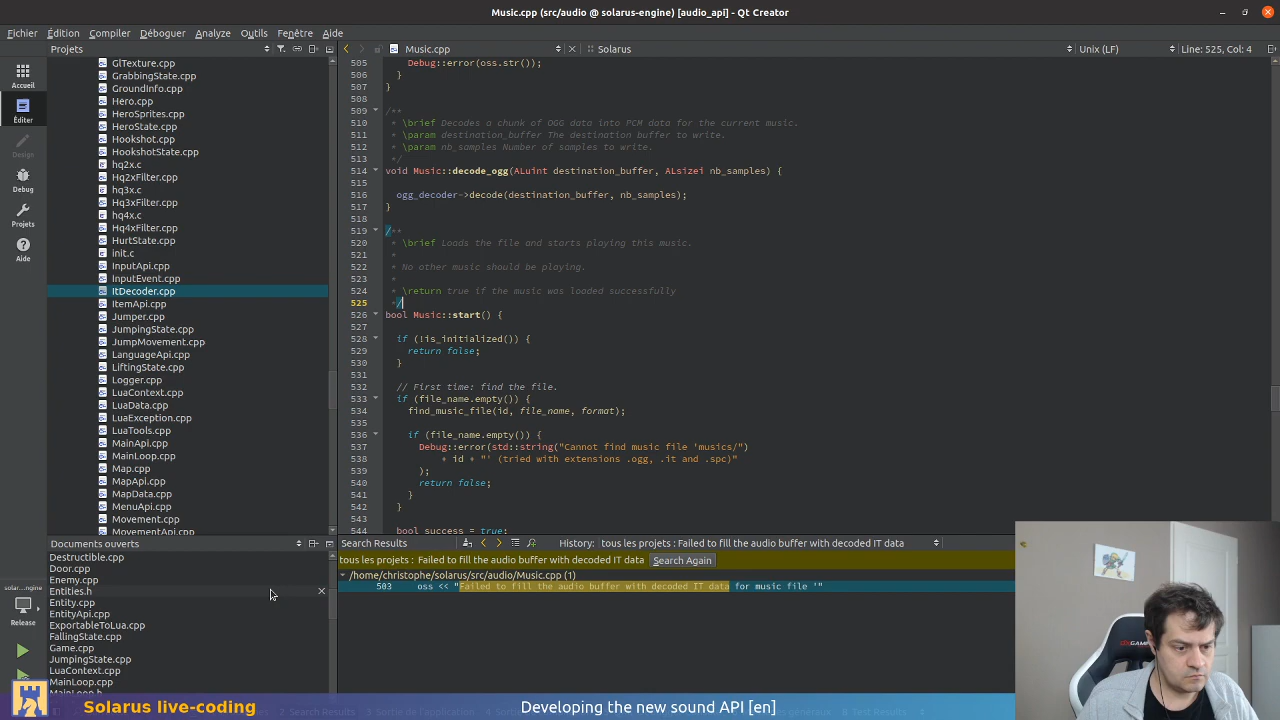 Music.cpp (src/audio @ solarus-engine) [audio_api] - Qt Creator
Fichier Édition Compiler Déboguer Analyze Outils Fenêtre Aide
Projets
Music.cpp
Solarus
Unix (LF)
Line: 525, Col: 4
Accueil
Éditer
Design
Debug
Projets
Aide
GlTexture.cpp
GrabbingState.cpp
GroundInfo.cpp
Hero.cpp
HeroSprites.cpp
HeroState.cpp
Hookshot.cpp
HookshotState.cpp
hq2x.c
Hq2xFilter.cpp
hq3x.c
Hq3xFilter.cpp
hq4x.c
Hq4xFilter.cpp
HurtState.cpp
init.c
InputApi.cpp
InputEvent.cpp
ItDecoder.cpp
ItemApi.cpp
Jumper.cpp
JumpingState.cpp
JumpMovement.cpp
LanguageApi.cpp
LiftingState.cpp
Logger.cpp
LuaContext.cpp
LuaData.cpp
LuaException.cpp
LuaTools.cpp
MainApi.cpp
MainLoop.cpp
Map.cpp
MapApi.cpp
MapData.cpp
MenuApi.cpp
Movement.cpp
MovementApi.cpp
505 Debug::error(oss.str());
506 }
507 }
508
509 /**
510 * \brief Decodes a chunk of OGG data into PCM data for the current music.
511 * \param destination_buffer The destination buffer to write.
512 * \param nb_samples Number of samples to write.
513 */
514 void Music::decode_ogg(ALuint destination_buffer, ALsizei nb_samples) {
515
516 ogg_decoder->decode(destination_buffer, nb_samples);
517 }
518
519 /**
520 * \brief Loads the file and starts playing this music.
521 *
522 * No other music should be playing.
523 *
524 * \return true if the music was loaded successfully
525 */
526 bool Music::start() {
527
528 if (!is_initialized()) {
529 return false;
530 }
531
532 // First time: find the file.
533 if (file_name.empty()) {
534 find_music_file(id, file_name, format);
535
536 if (file_name.empty()) {
537 Debug::error(std::string("Cannot find music file 'musics/")
538 + id + "' (tried with extensions .ogg, .it and .spc)"
539 );
540 return false;
541 }
542 }
543
544 bool success = true;
Documents ouverts
Destructible.cpp
Door.cpp
Enemy.cpp
Entities.h
Entity.cpp
EntityApi.cpp
ExportableToLua.cpp
FallingState.cpp
Game.cpp
JumpingState.cpp
LuaContext.cpp
MainLoop.cpp
MainLoop.h
Search Results
History: tous les projets : Failed to fill the audio buffer with decoded IT data
tous les projets : Failed to fill the audio buffer with decoded IT data Search Again
/home/christophe/solarus/src/audio/Music.cpp (1)
503 oss << "Failed to fill the audio buffer with decoded IT data for music file '"
Release
Solarus live-coding
Developing the new sound API [en]